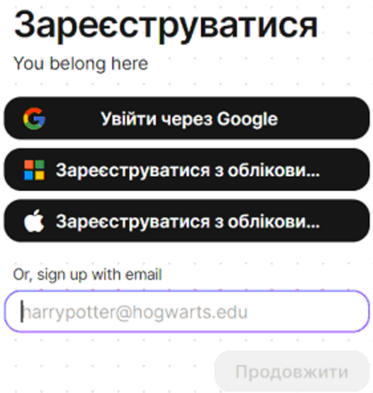 Зареєструватися
You belong here
Увійти через Google
Зареєструватися з облікови...
Зареєструватися з облікови...
Or, sign up with email
harrypotter@hogwarts.edu
Продовжити